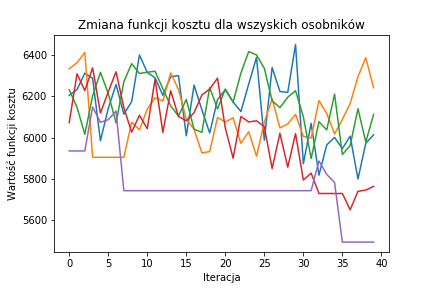 Zmiana funkcji kosztu dla wszyskich osobników
Wartość funkcji kosztu
6400
6200
6000
5800
5600
0 5 10 15 20 25 30 35 40
Iteracja